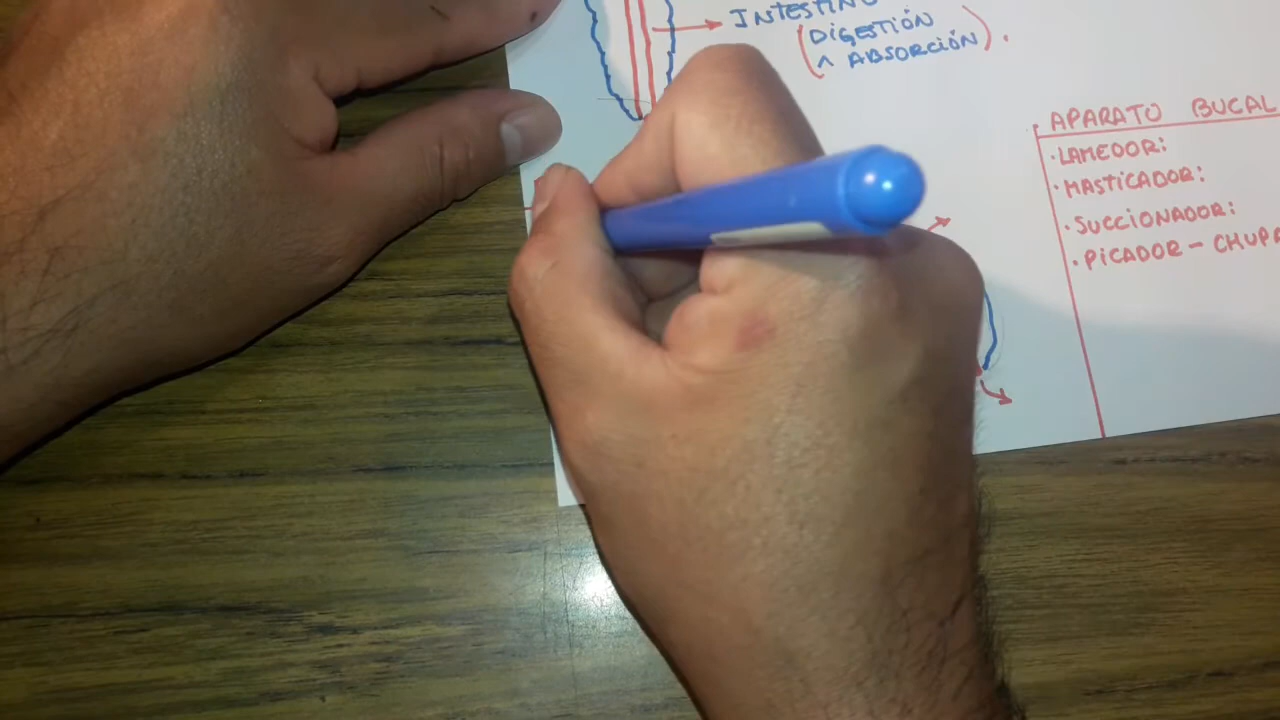 INTESTINO
(DIGESTIÓN
^ ABSORCIÓN).
APARATO BUCAL
·LAMEDOR:
·MASTICADOR:
·SUCCIONADOR:
·PICADOR-CHUPA